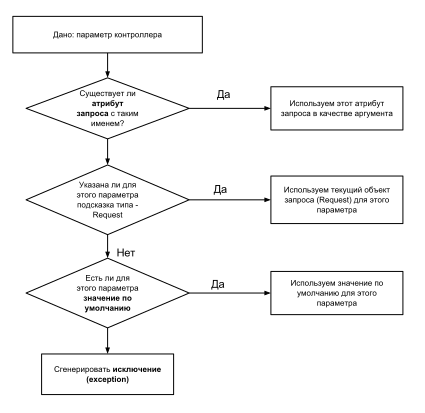 Дано: параметр контроллера
Существует ли
атрибут
запроса с таким
именем?
Да
Используем этот атрибут
запроса в качестве аргумента
Указана ли для
этого параметра
подсказка типа -
Request
Да
Используем текущий объект
запроса (Request) для этого
параметра
Нет
Есть ли для
этого параметра
значение по
умолчанию
Да
Используем значение по
умолчанию для этого
параметра
Сгенерировать исключение
(exception)